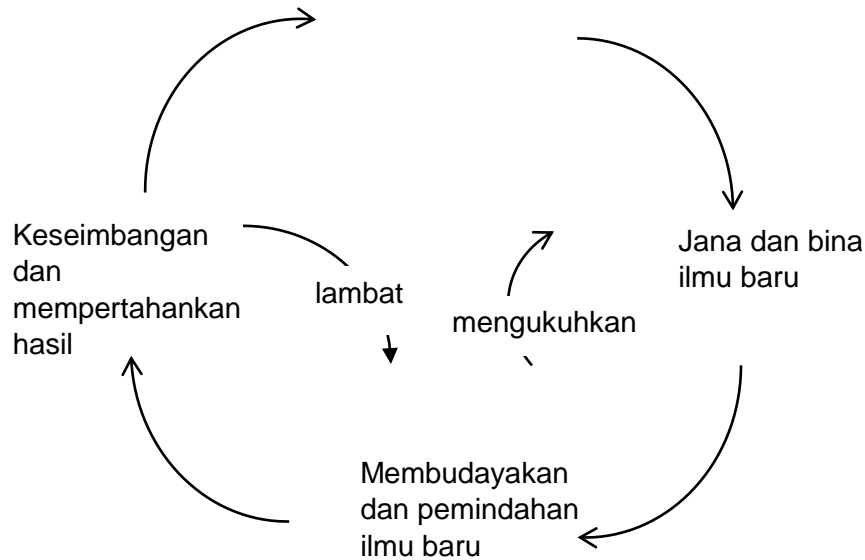 Keseimbangan
dan
mempertahankan
hasil
lambat
mengukuhkan
Jana dan bina
ilmu baru
Membudayakan
dan pemindahan
ilmu baru